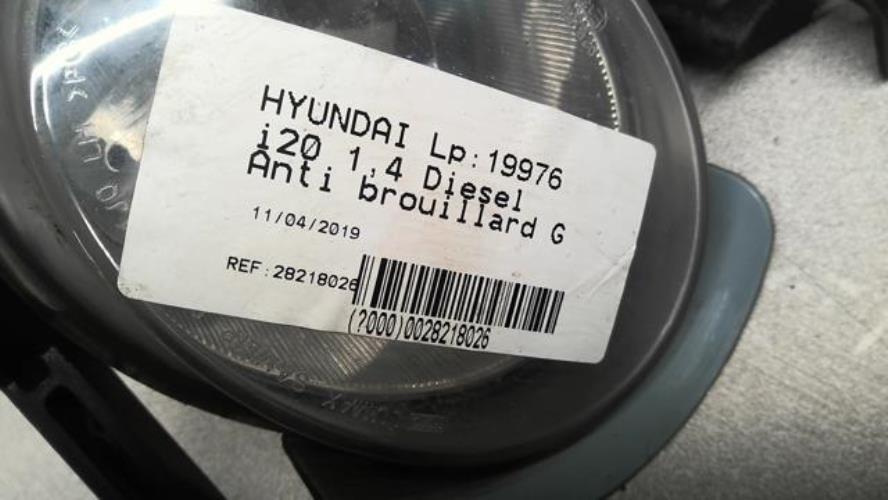 HYUNDAI Lp:19976
i20 1,4 Diesel
Anti brouillard G
11/04/2019
REF:28218026
(?000)0028218026